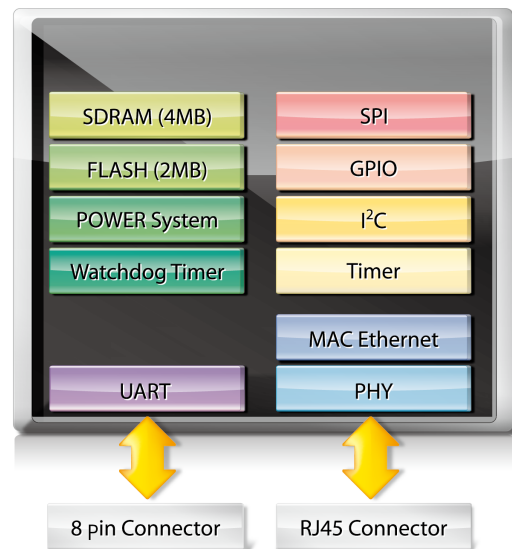 SDRAM (4MB)
FLASH (2MB)
POWER System
Watchdog Timer
UART
SPI
GPIO
I²C
Timer
MAC Ethernet
PHY
8 pin Connector
RJ45 Connector